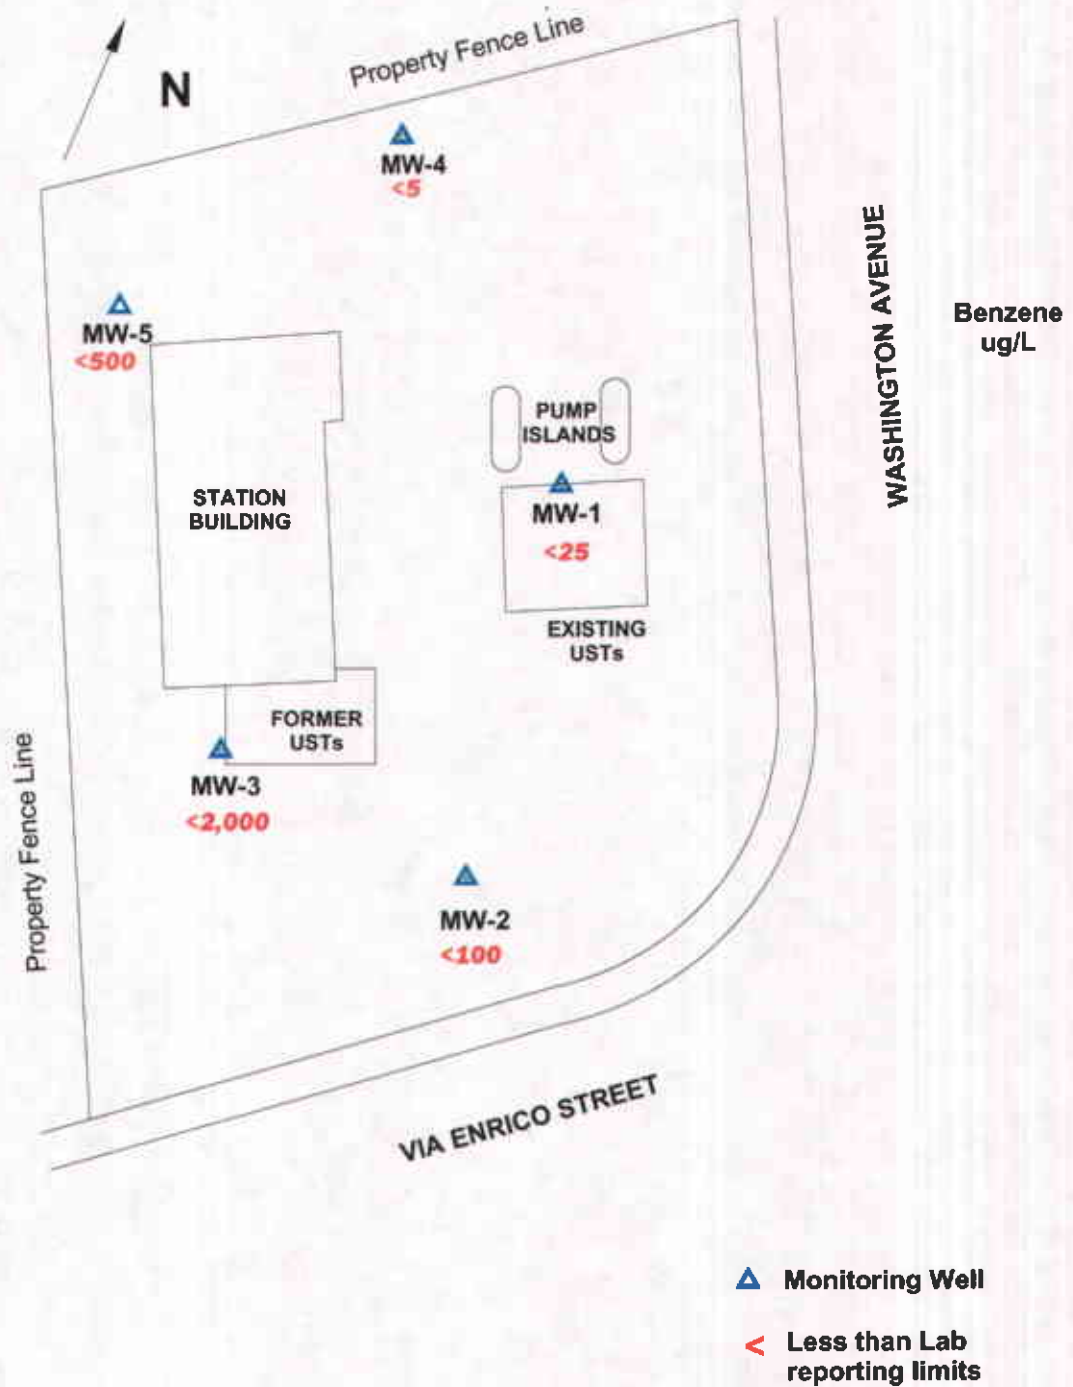 Property Fence Line
N
MW-4
<5
WASHINGTON AVENUE
Benzene
ug/L
MW-5
<500
PUMP
ISLANDS
STATION
BUILDING
MW-1
<25
EXISTING
USTs
FORMER
USTs
MW-3
<2,000
Property Fence Line
MW-2
<100
VIA ENRICO STREET
Monitoring Well
< Less than Lab
reporting limits